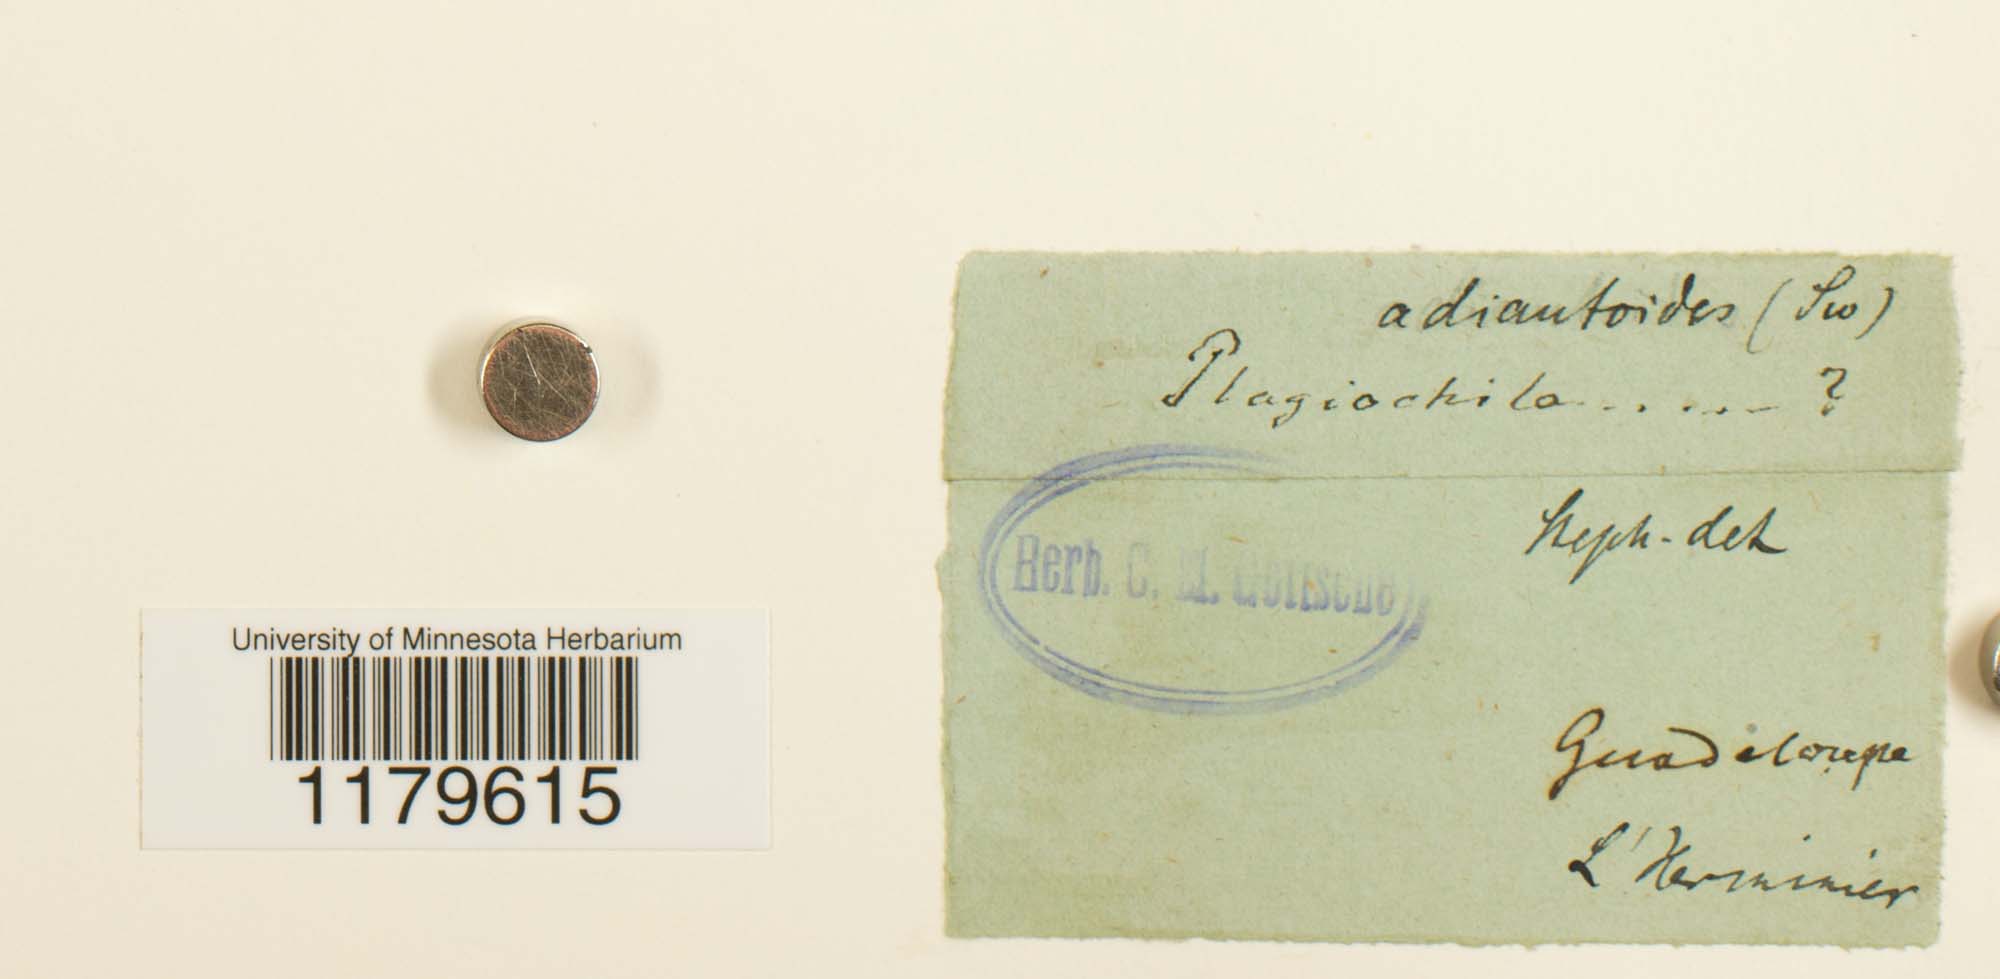 University of Minnesota Herbarium
1179615
adiantoides (Sw)
Plagiochila ....... ?
Steph. det
Herb. C. M. Gottsche
Guadeloupe
L'Herminier